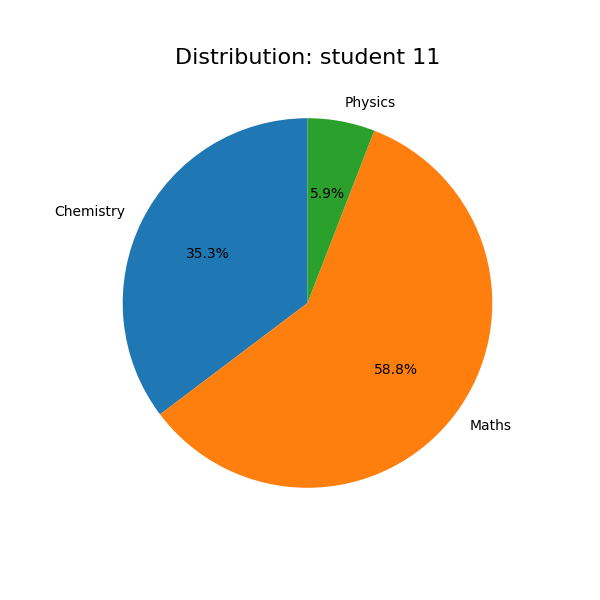 Distribution: student 11
Physics
5.9%
Chemistry
35.3%
58.8%
Maths